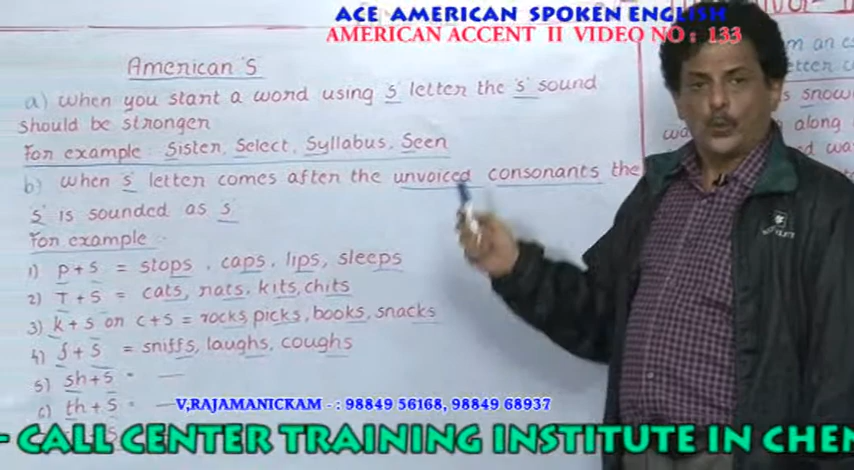 ACE AMERICAN SPOKEN ENGLISH
AMERICAN ACCENT II VIDEO NO : 133
American 's'
a) when you start a word using 's' letter the 's' sound
should be stronger
For example : Sister, Select, Syllabus, Seen
b) when 's' letter comes after the unvoiced consonants the
's' is sounded as 's'
For example :
1) p+s = stops, caps, lips, sleeps
2) T+s = cats, rats, kits, chits
3) k+s or c+s = rocks, picks, books, snacks
4) f+s = sniffs, laughs, coughs
5) sh+s =
6) th+s =
V,RAJAMANICKAM - : 98849 56168, 98849 68937
- CALL CENTER TRAINING INSTITUTE IN CHE